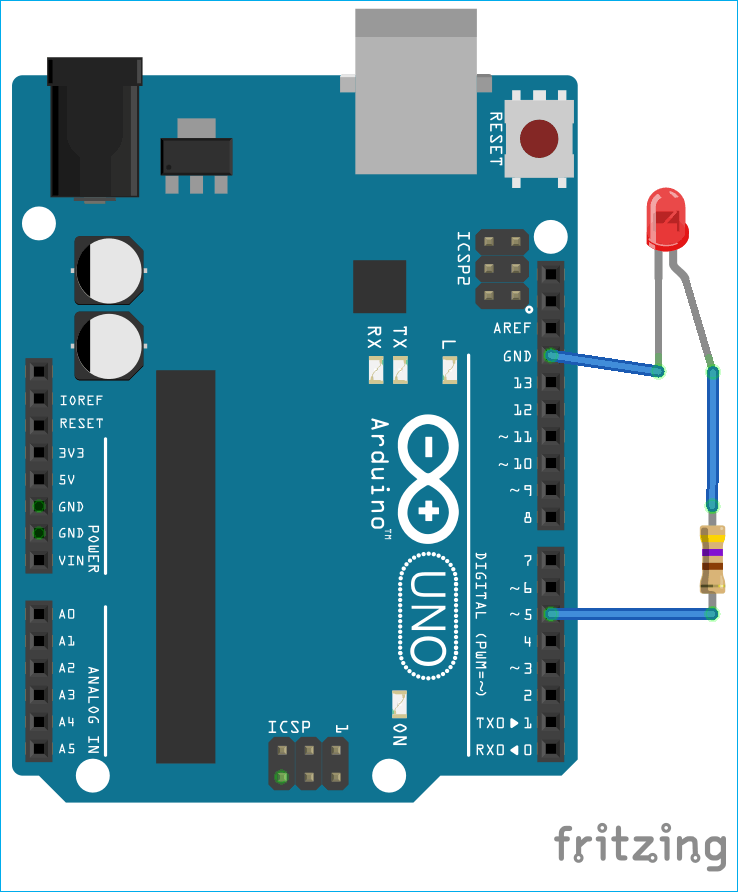 RESET
ICSP2
AREF
GND
RX
TX
L
13
12
~11
~10
~9
8
IOREF
RESET
3V3
5V
GND
GND
VIN
POWER
Arduino™
UNO
DIGITAL (PWM=~)
7
~6
~5
4
~3
2
TX0▶1
RX0◀0
A0
A1
A2
A3
A4
A5
ANALOG IN
ON
ICSP
1
fritzing